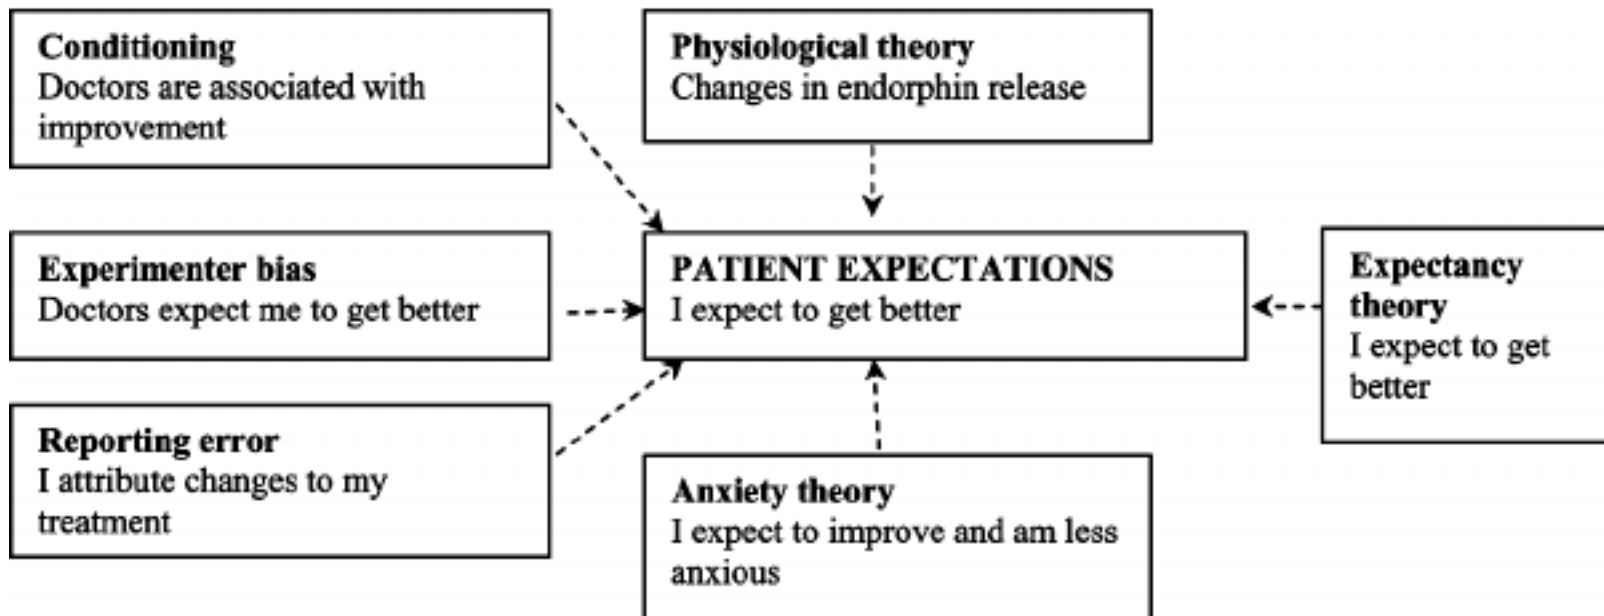 Conditioning
Doctors are associated with
improvement
Physiological theory
Changes in endorphin release
Experimenter bias
Doctors expect me to get better
PATIENT EXPECTATIONS
I expect to get better
Expectancy
theory
I expect to get
better
Reporting error
I attribute changes to my
treatment
Anxiety theory
I expect to improve and am less
anxious